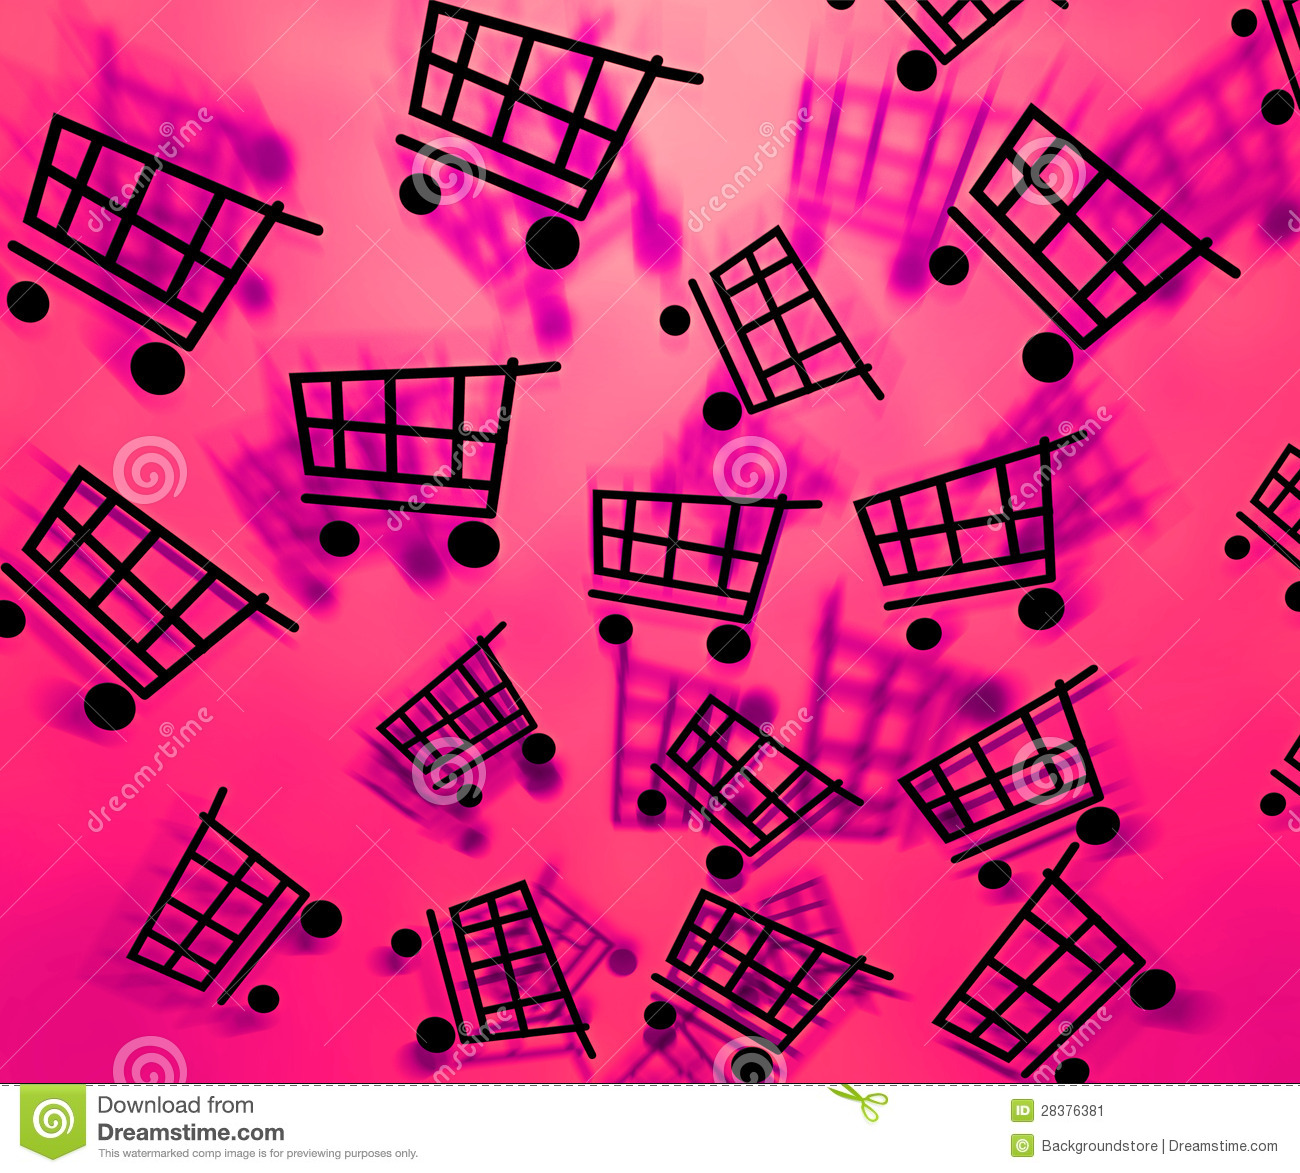 dreamstime
dreamstime
dreamstime
dreamstime
dreamstime
dreamstime
dreamstime
dreamstime
Download from
Dreamstime.com
This watermarked comp image is for previewing purposes only.
ID 28376381
© Backgroundstore | Dreamstime.com